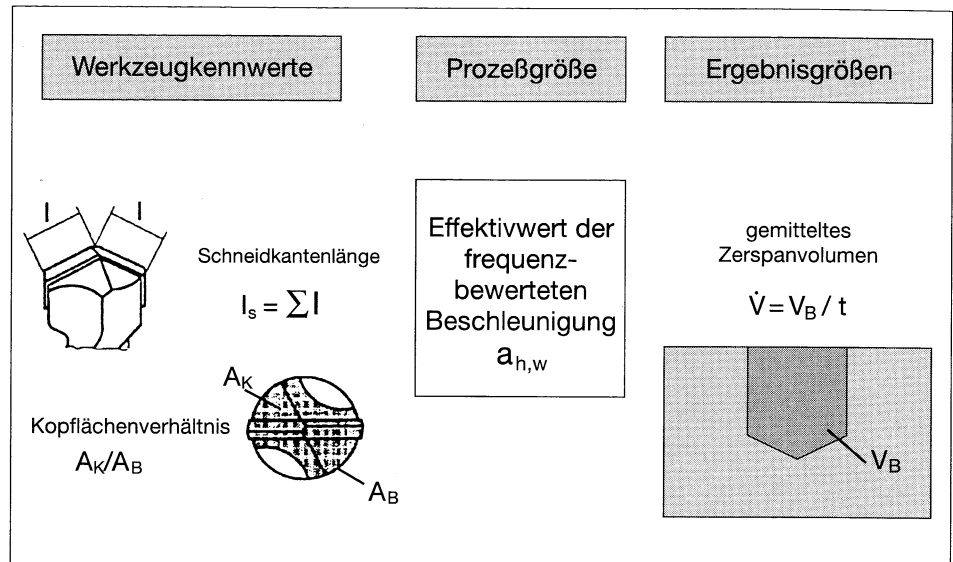 Werkzeugkennwerte
Prozeßgröße
Ergebnisgrößen
l l
Schneidkantenlänge
l_s = ∑ l
A_K
Kopflächenverhältnis
A_K/A_B
A_B
Effektivwert der
frequenz-
bewerteten
Beschleunigung
a_h,w
gemitteltes
Zerspanvolumen
V̇ = V_B / t
V_B